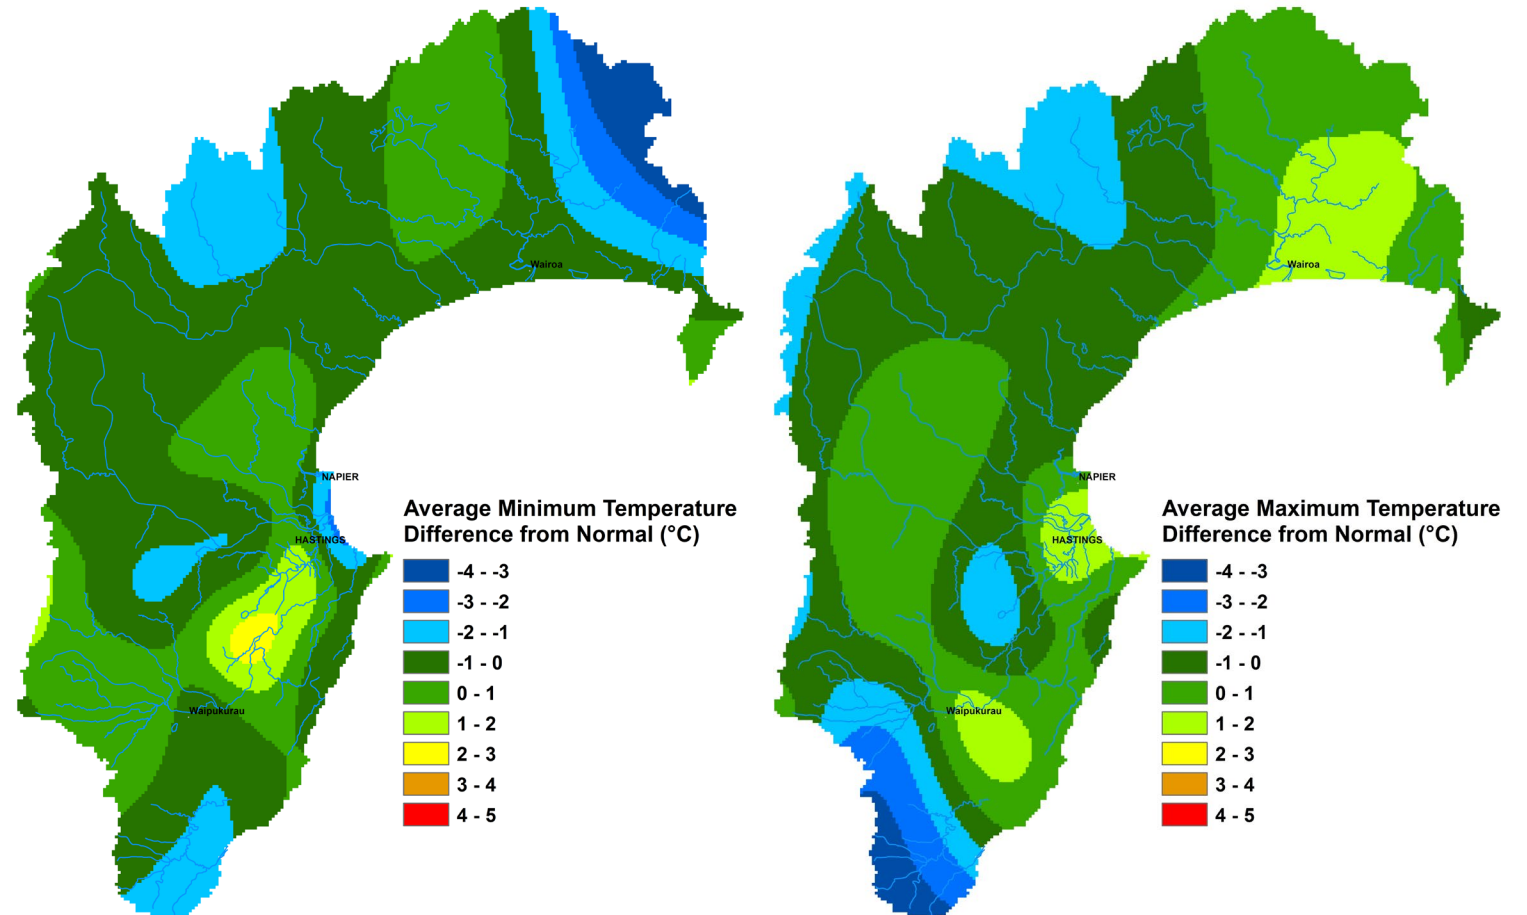 Wairoa
NAPIER
HASTINGS
Waipukurau
Average Minimum Temperature
Difference from Normal (°C)
-4 - -3
-3 - -2
-2 - -1
-1 - 0
0 - 1
1 - 2
2 - 3
3 - 4
4 - 5
Wairoa
NAPIER
HASTINGS
Waipukurau
Average Maximum Temperature
Difference from Normal (°C)
-4 - -3
-3 - -2
-2 - -1
-1 - 0
0 - 1
1 - 2
2 - 3
3 - 4
4 - 5